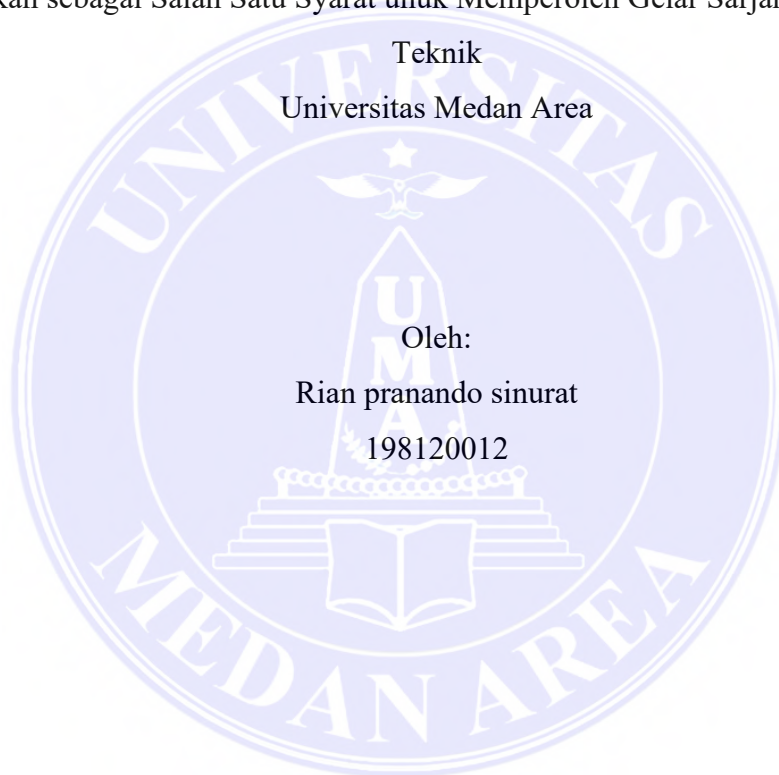 sebagai Salah Satu Syarat untuk Memperoleh Gelar
Teknik
Universitas Medan Area
UNIVERSITAS
U
M
A
Oleh:
Rian pranando sinurat
198120012
MEDAN AREA